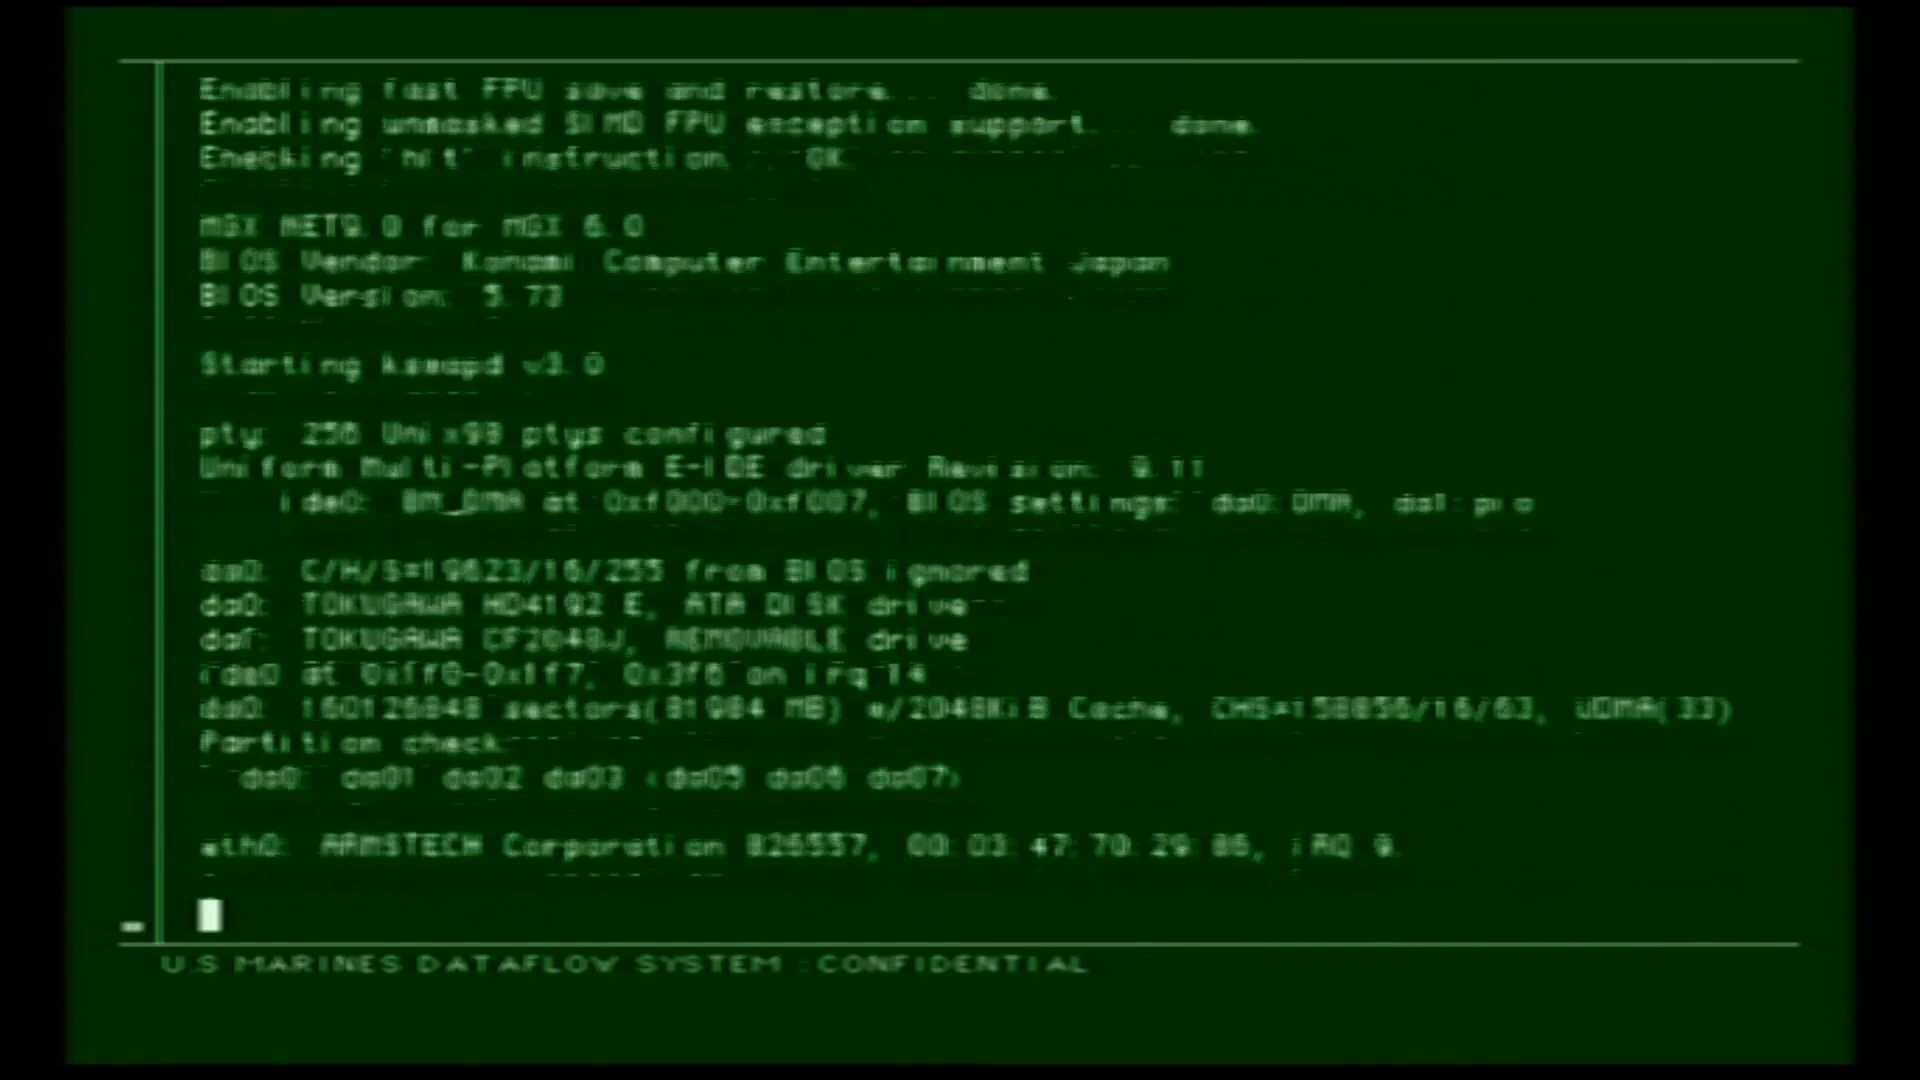 Enabling fast FPU save and restore... done.
Enabling unmasked SIMD FPU exception support... done.
Checking 'hlt' instruction... OK.
MGX MET9.0 for MGX 6.0
BIOS Vendor: Konami Computer Entertainment Japan
BIOS Version: 5.73
Starting kswapd v3.0
pty: 256 Unix98 ptys configured
Uniform Multi-Platform E-IDE driver Revision: 9.11
ide0: BM_DMA at 0xf000-0xf007, BIOS settings: da0:DMA, da1:pio
da0: C/H/S=19623/16/255 from BIOS ignored
da0: TOKUGAWA HD4192 E, ATA DISK drive
da1: TOKUGAWA CF2048J, REMOVABLE drive
ide0 at 0x1f0-0x1f7, 0x3f6 on irq 14
da0: 160126848 sectors(81984 MB) w/2048KiB Cache, CHS=158856/16/63, UDMA(33)
Partition check:
da0: da01 da02 da03 <da05 da06 da07>
eth0: ARMSTECH Corporation 826557, 00:03:47:70:29:86, IRQ 9.
U.S MARINES DATAFLOW SYSTEM :CONFIDENTIAL